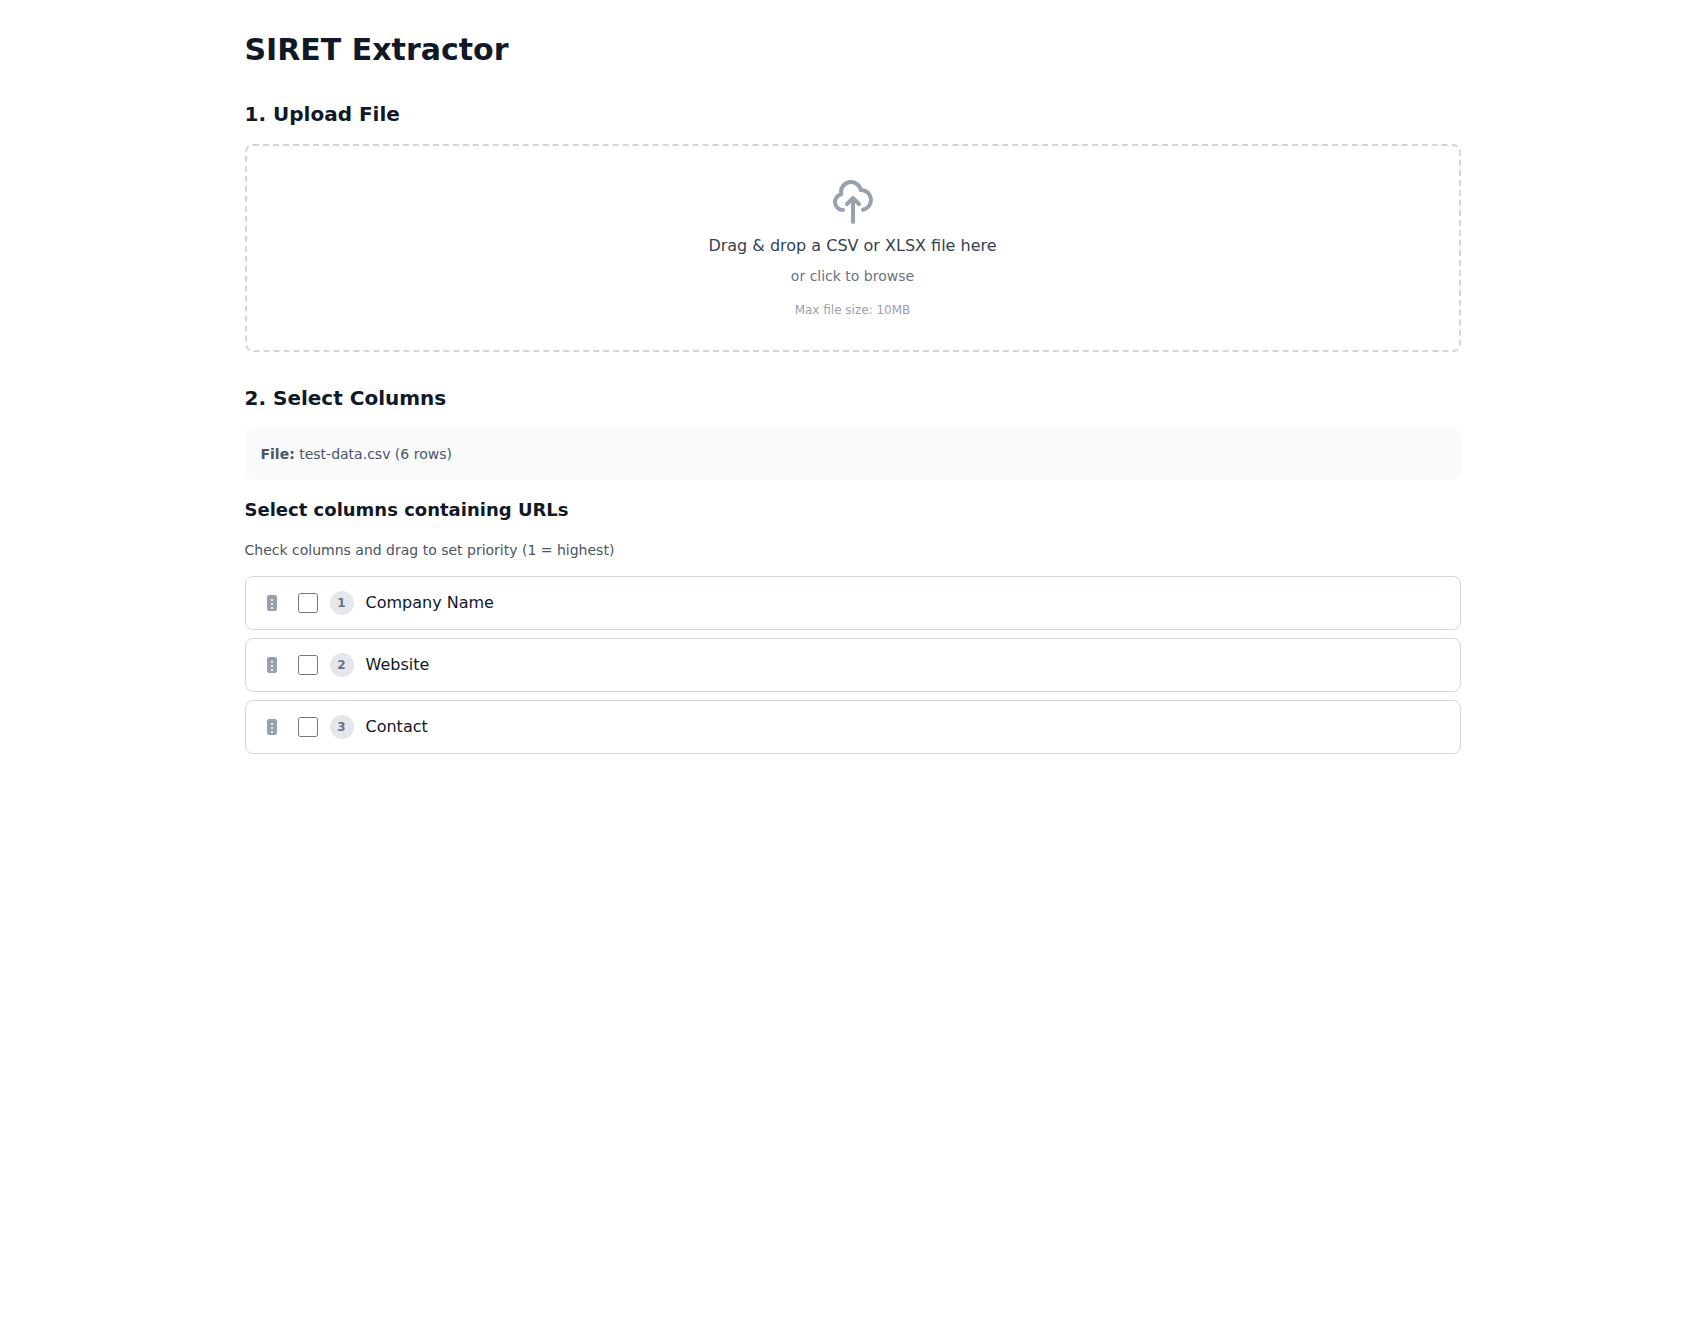 SIRET Extractor
1. Upload File
Drag & drop a CSV or XLSX file here
or click to browse
Max file size: 10MB
2. Select Columns
File: test-data.csv (6 rows)
Select columns containing URLs
Check columns and drag to set priority (1 = highest)
1 Company Name
2 Website
3 Contact